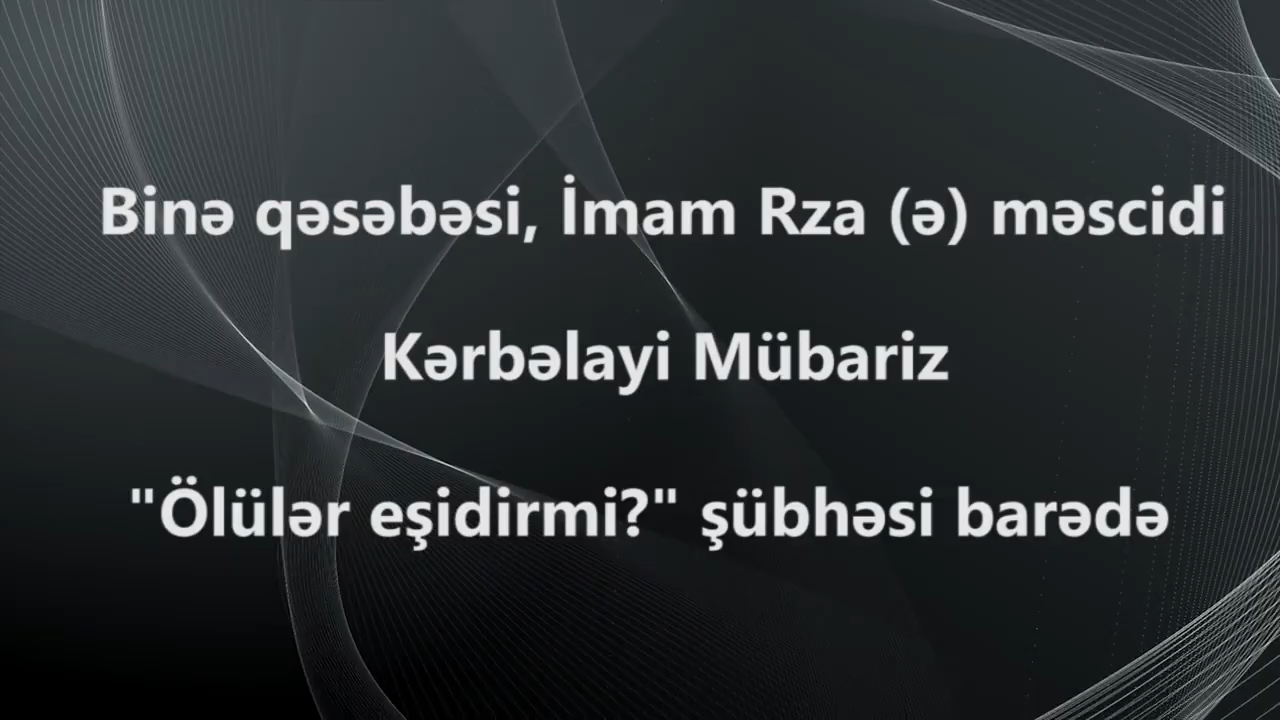 Binə qəsəbəsi, İmam Rza (ə) məscidi
Kərbəlayi Mübariz
"Ölülər eşidirmi?" şübhəsi barədə